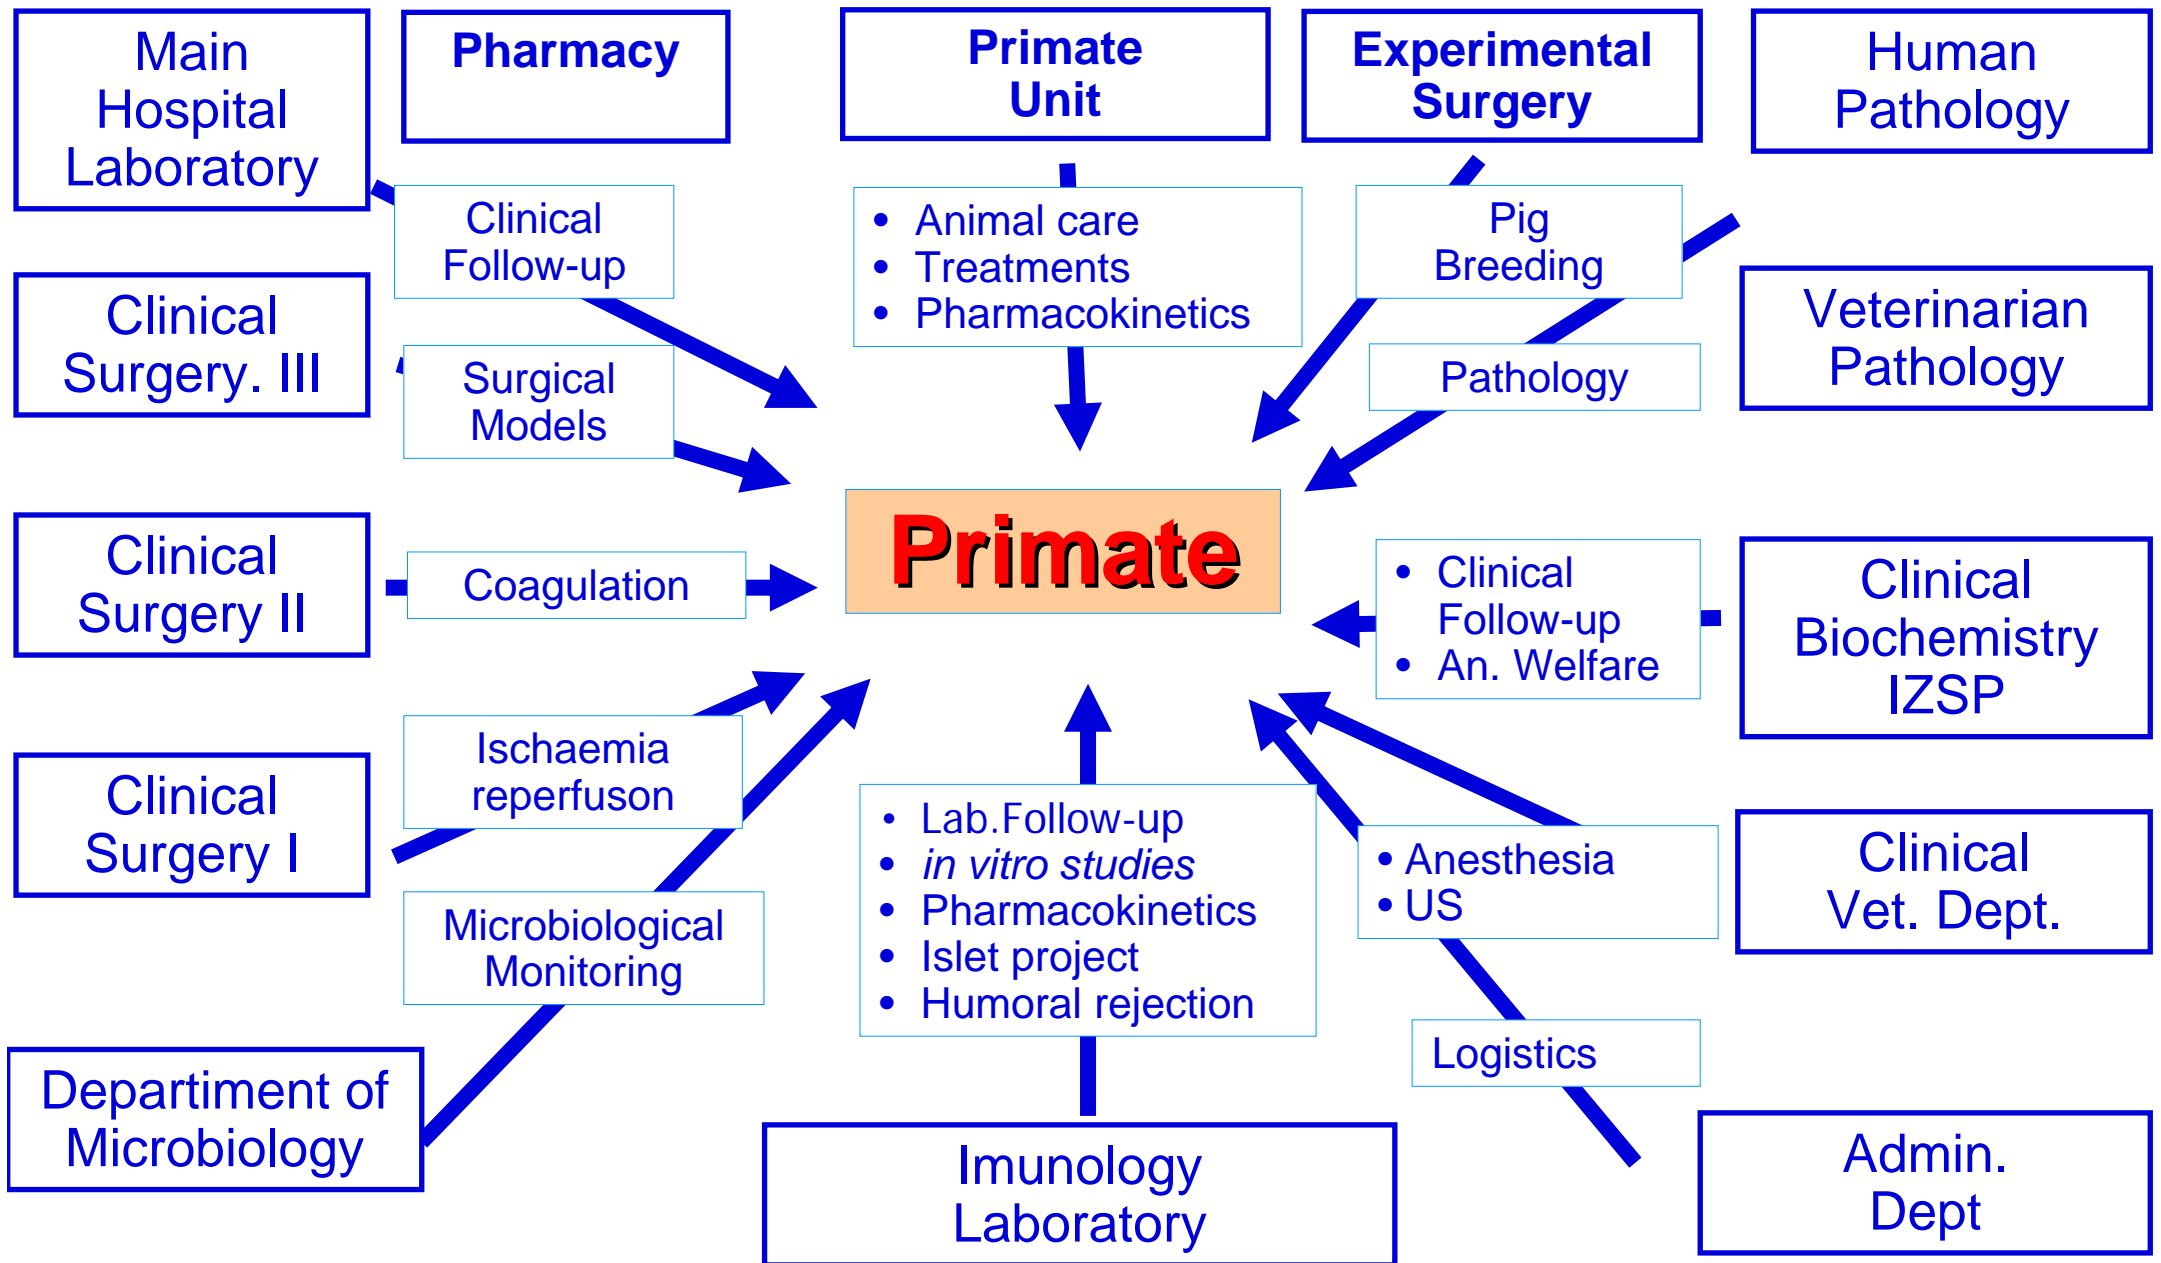 Main
Hospital
Laboratory
Pharmacy
Primate
Unit
Experimental
Surgery
Human
Pathology
Clinical
Follow-up
• Animal care
• Treatments
• Pharmacokinetics
Pig
Breeding
Clinical
Surgery. III
Surgical
Models
Pathology
Veterinarian
Pathology
Clinical
Surgery II
Coagulation
Primate
• Clinical
Follow-up
• An. Welfare
Clinical
Biochemistry
IZSP
Clinical
Surgery I
Ischaemia
reperfuson
Microbiological
Monitoring
• Lab.Follow-up
• in vitro studies
• Pharmacokinetics
• Islet project
• Humoral rejection
• Anesthesia
• US
Clinical
Vet. Dept.
Logistics
Departiment of
Microbiology
Imunology
Laboratory
Admin.
Dept